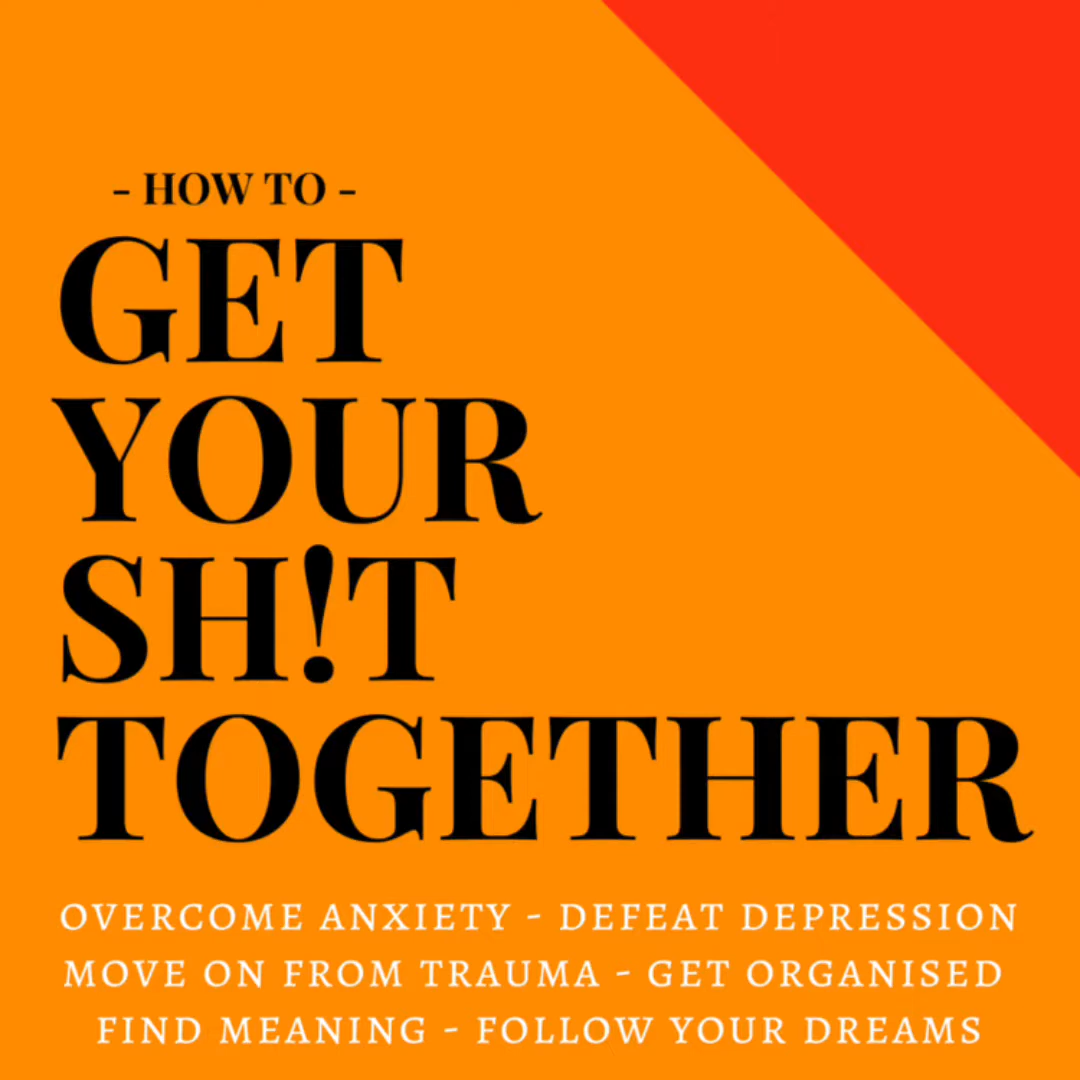 - HOW TO -
GET
YOUR
SH!T
TOGETHER
OVERCOME ANXIETY - DEFEAT DEPRESSION
MOVE ON FROM TRAUMA - GET ORGANISED
FIND MEANING - FOLLOW YOUR DREAMS